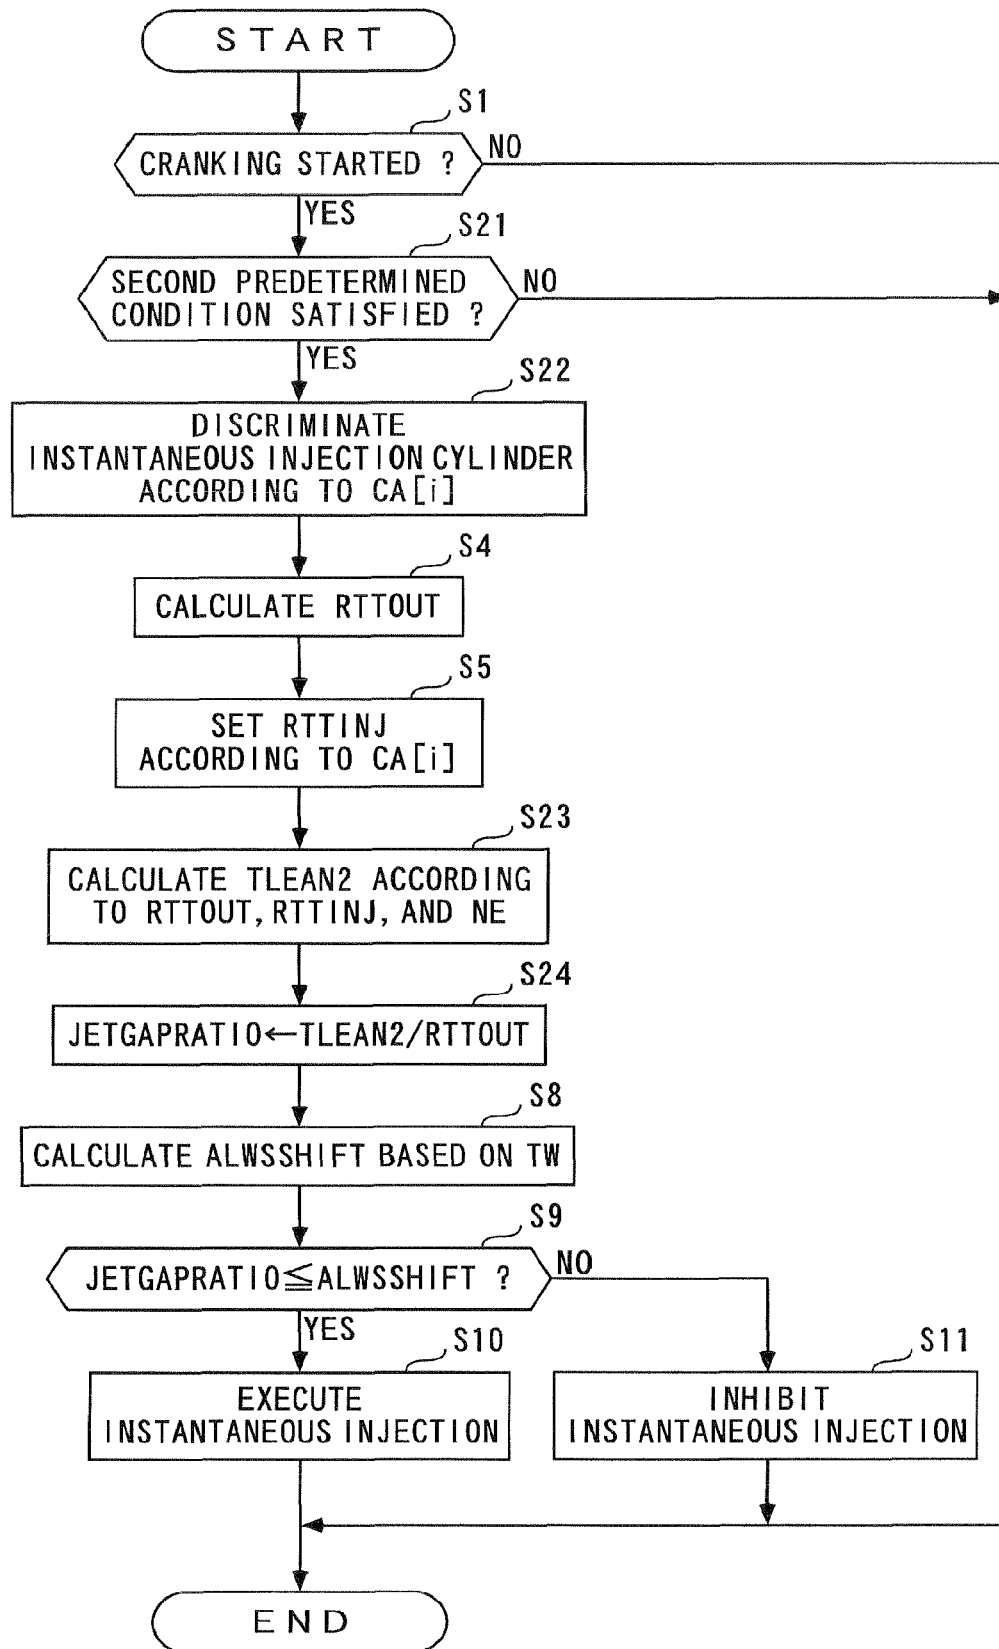 START
S1
CRANKING STARTED ?
NO
YES
S21
SECOND PREDETERMINED
CONDITION SATISFIED ?
NO
YES
S22
DISCRIMINATE
INSTANTANEOUS INJECTION CYLINDER
ACCORDING TO CA[i]
S4
CALCULATE RTTOUT
S5
SET RTTINJ
ACCORDING TO CA[i]
S23
CALCULATE TLEAN2 ACCORDING
TO RTTOUT, RTTINJ, AND NE
S24
JETGAPRATIO←TLEAN2/RTTOUT
S8
CALCULATE ALWSSHIFT BASED ON TW
S9
JETGAPRATIO≦ALWSSHIFT ?
NO
YES
S10
EXECUTE
INSTANTANEOUS INJECTION
S11
INHIBIT
INSTANTANEOUS INJECTION
END